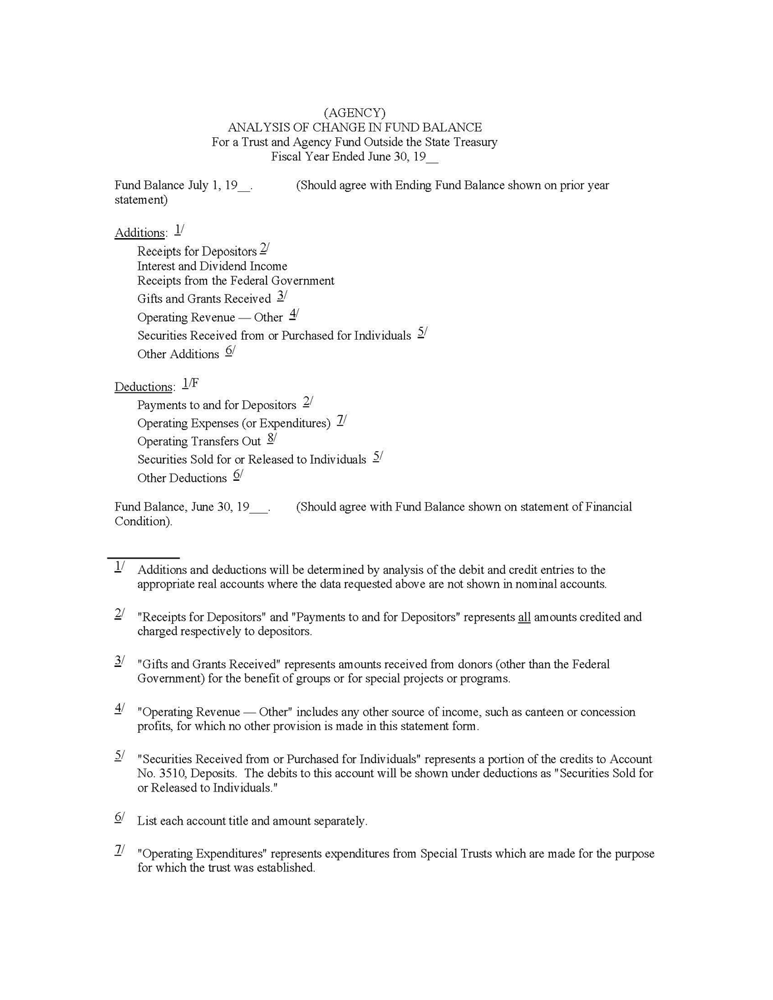 (AGENCY)
ANALYSIS OF CHANGE IN FUND BALANCE
For a Trust and Agency Fund Outside the State Treasury
Fiscal Year Ended June 30, 19__
Fund Balance July 1, 19__. (Should agree with Ending Fund Balance shown on prior year
statement)
Additions: 1/
Receipts for Depositors 2/
Interest and Dividend Income
Receipts from the Federal Government
Gifts and Grants Received 3/
Operating Revenue — Other 4/
Securities Received from or Purchased for Individuals 5/
Other Additions 6/
Deductions: 1/F
Payments to and for Depositors 2/
Operating Expenses (or Expenditures) 7/
Operating Transfers Out 8/
Securities Sold for or Released to Individuals 5/
Other Deductions 6/
Fund Balance, June 30, 19___. (Should agree with Fund Balance shown on statement of Financial
Condition).
1/ Additions and deductions will be determined by analysis of the debit and credit entries to the
appropriate real accounts where the data requested above are not shown in nominal accounts.
2/ "Receipts for Depositors" and "Payments to and for Depositors" represents all amounts credited and
charged respectively to depositors.
3/ "Gifts and Grants Received" represents amounts received from donors (other than the Federal
Government) for the benefit of groups or for special projects or programs.
4/ "Operating Revenue — Other" includes any other source of income, such as canteen or concession
profits, for which no other provision is made in this statement form.
5/ "Securities Received from or Purchased for Individuals" represents a portion of the credits to Account
No. 3510, Deposits. The debits to this account will be shown under deductions as "Securities Sold for
or Released to Individuals."
6/ List each account title and amount separately.
7/ "Operating Expenditures" represents expenditures from Special Trusts which are made for the purpose
for which the trust was established.